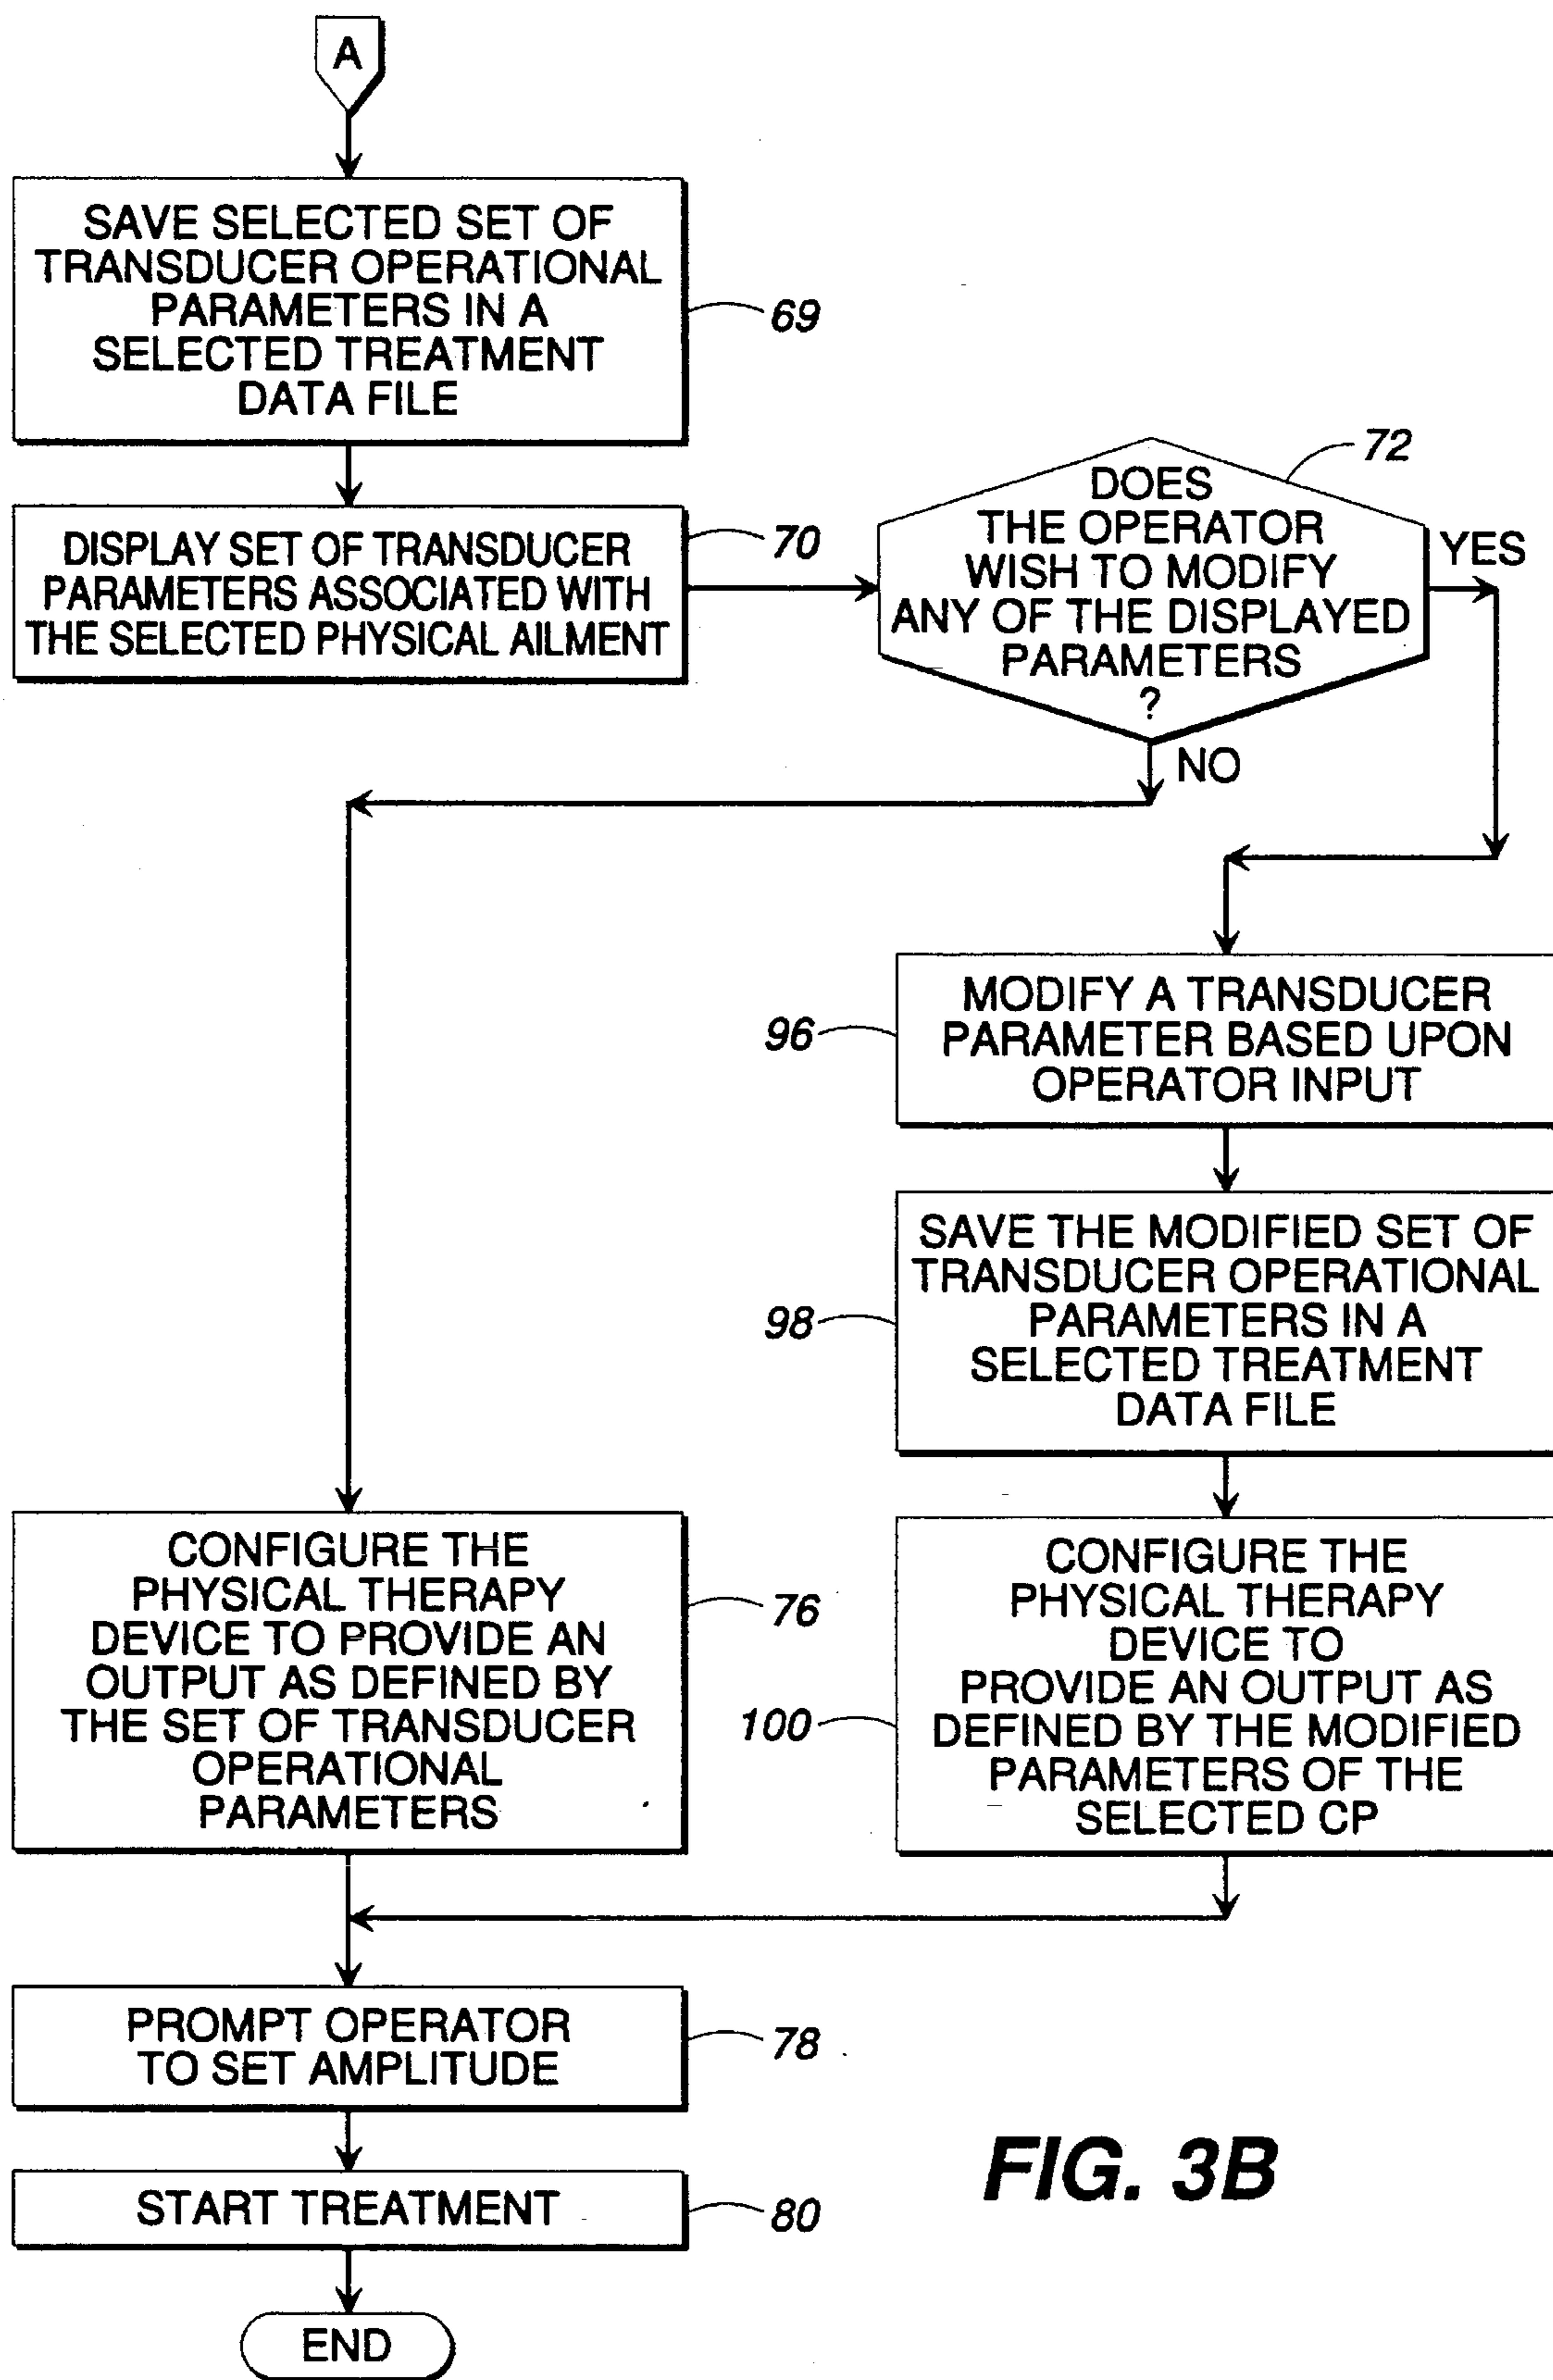 A
SAVE SELECTED SET OF
TRANSDUCER OPERATIONAL
PARAMETERS IN A
SELECTED TREATMENT
DATA FILE
69
DISPLAY SET OF TRANSDUCER
PARAMETERS ASSOCIATED WITH
THE SELECTED PHYSICAL AILMENT
70
72
DOES
THE OPERATOR
WISH TO MODIFY
ANY OF THE DISPLAYED
PARAMETERS
?
YES
NO
MODIFY A TRANSDUCER
PARAMETER BASED UPON
OPERATOR INPUT
96
SAVE THE MODIFIED SET OF
TRANSDUCER OPERATIONAL
PARAMETERS IN A
SELECTED TREATMENT
DATA FILE
98
CONFIGURE THE
PHYSICAL THERAPY
DEVICE TO PROVIDE AN
OUTPUT AS DEFINED BY
THE SET OF TRANSDUCER
OPERATIONAL
PARAMETERS
76
CONFIGURE THE
PHYSICAL THERAPY
DEVICE TO
PROVIDE AN OUTPUT AS
DEFINED BY THE MODIFIED
PARAMETERS OF THE
SELECTED CP
100
PROMPT OPERATOR
TO SET AMPLITUDE
78
START TREATMENT
80
END
FIG. 3B